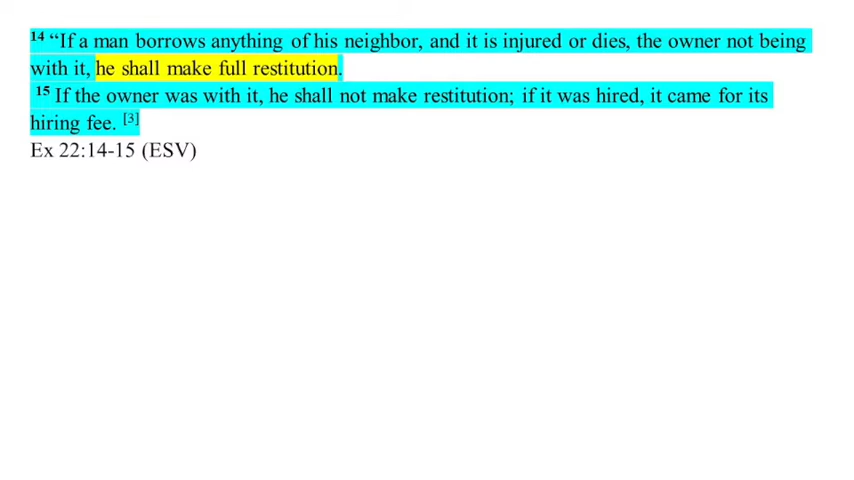 14 “If a man borrows anything of his neighbor, and it is injured or dies, the owner not being
with it, he shall make full restitution.
15 If the owner was with it, he shall not make restitution; if it was hired, it came for its
hiring fee. [3]
Ex 22:14-15 (ESV)